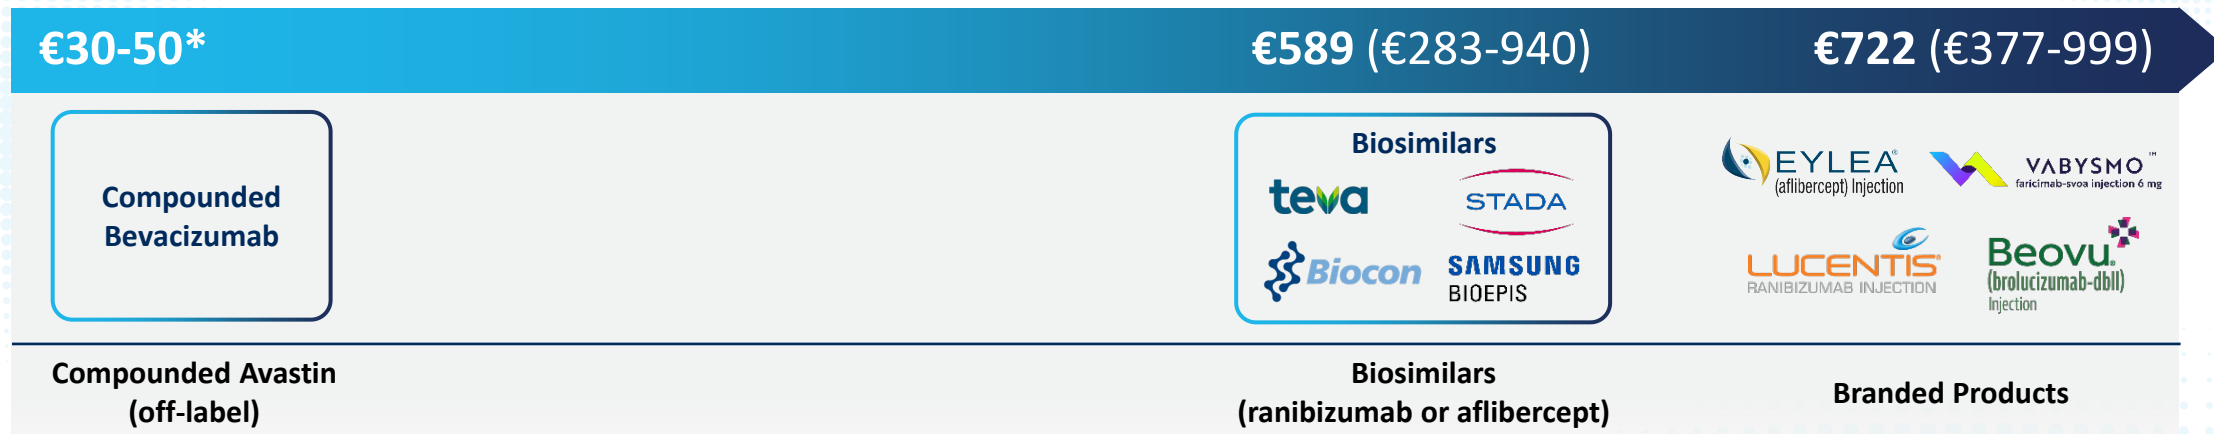 €30-50*
€589 (€283-940)
€722 (€377-999)
Compounded
Bevacizumab
Biosimilars
teva
STADA
Biocon
SAMSUNG
BIOEPIS
EYLEA®
(aflibercept) Injection
VABYSMO™
faricimab-svoa injection 6 mg
LUCENTIS®
RANIBIZUMAB INJECTION
Beovu®
(brolucizumab-dbll)
Injection
Compounded Avastin
(off-label)
Biosimilars
(ranibizumab or aflibercept)
Branded Products